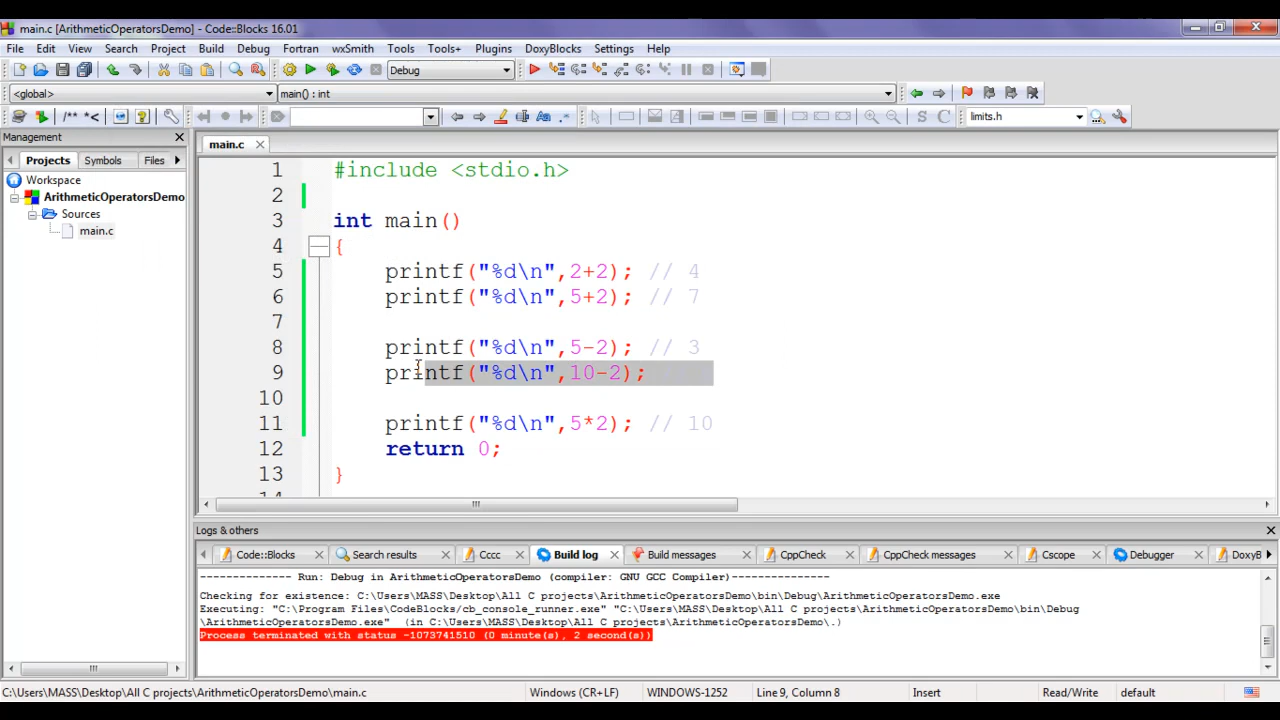 main.c [ArithmeticOperatorsDemo] - Code::Blocks 16.01
File Edit View Search Project Build Debug Fortran wxSmith Tools Tools+ Plugins DoxyBlocks Settings Help
Debug
<global> main() : int
/** *< limits.h
Management
Projects Symbols Files
main.c
Workspace
ArithmeticOperatorsDemo
Sources
main.c
1 #include <stdio.h>
2
3 int main()
4 {
5 printf("%d\n",2+2); // 4
6 printf("%d\n",5+2); // 7
7
8 printf("%d\n",5-2); // 3
9 printf("%d\n",10-2);
10
11 printf("%d\n",5*2); // 10
12 return 0;
13 }
Logs & others
Code::Blocks Search results Cccc Build log Build messages CppCheck CppCheck messages Cscope Debugger DoxyB
-------------- Run: Debug in ArithmeticOperatorsDemo (compiler: GNU GCC Compiler)---------------
Checking for existence: C:\Users\MASS\Desktop\All C projects\ArithmeticOperatorsDemo\bin\Debug\ArithmeticOperatorsDemo.exe
Executing: "C:\Program Files\CodeBlocks/cb_console_runner.exe" "C:\Users\MASS\Desktop\All C projects\ArithmeticOperatorsDemo\bin\Debug
\ArithmeticOperatorsDemo.exe"  (in C:\Users\MASS\Desktop\All C projects\ArithmeticOperatorsDemo\.)
Process terminated with status -1073741510 (0 minute(s), 2 second(s))
C:\Users\MASS\Desktop\All C projects\ArithmeticOperatorsDemo\main.c Windows (CR+LF) WINDOWS-1252 Line 9, Column 8 Insert Read/Write default